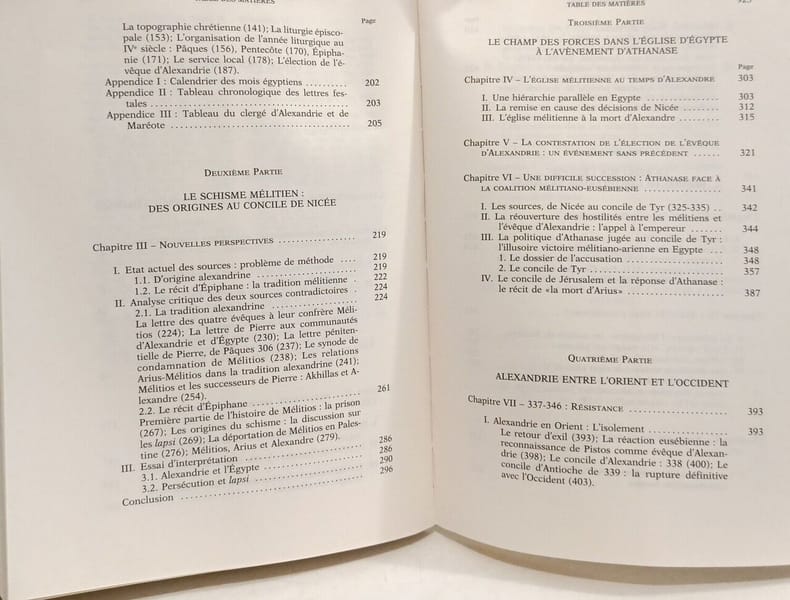 TABLE DES MATIÈRES
Page
La topographie chrétienne (141); La liturgie épisco-
pale (153); L'organisation de l'année liturgique au
IVᵉ siècle : Pâques (156), Pentecôte (170), Épipha-
nie (171); Le service local (178); L'élection de l'é-
vêque d'Alexandrie (187).
Appendice I : Calendrier des mois égyptiens .......... 202
Appendice II : Tableau chronologique des lettres fes-
tales .......... 203
Appendice III : Tableau du clergé d'Alexandrie et de
Maréote .......... 205
DEUXIÈME PARTIE
LE SCHISME MÉLITIEN :
DES ORIGINES AU CONCILE DE NICÉE
Chapitre III – NOUVELLES PERSPECTIVES .......... 219
I. Etat actuel des sources : problème de méthode .... 219
1.1. D'origine alexandrine .......... 219
1.2. Le récit d'Épiphane : la tradition mélitienne . 222
II. Analyse critique des deux sources contradictoires . 224
2.1. La tradition alexandrine .......... 224
La lettre des quatre évêques à leur confrère Méli-
tios (224); La lettre de Pierre aux communautés
d'Alexandrie et d'Égypte (230); La lettre péniten-
tielle de Pierre, de Pâques 306 (237); Le synode de
condamnation de Mélitios (238); Les relations
Arius-Mélitios dans la tradition alexandrine (241);
Mélitios et les successeurs de Pierre : Akhillas et A-
lexandre (254).
2.2. Le récit d'Épiphane .......... 261
Première partie de l'histoire de Mélitios : la prison
(267); Les origines du schisme : la discussion sur
les lapsi (269); La déportation de Mélitios en Pales-
tine (276); Mélitios, Arius et Alexandre (279).
III. Essai d'interprétation .......... 286
3.1. Alexandrie et l'Égypte .......... 286
3.2. Persécution et lapsi .......... 290
Conclusion .......... 296
TABLE DES MATIÈRES
TROISIÈME PARTIE
LE CHAMP DES FORCES DANS L'ÉGLISE D'ÉGYPTE
À L'AVÈNEMENT D'ATHANASE
Page
Chapitre IV – L'ÉGLISE MÉLITIENNE AU TEMPS D'ALEXANDRE 303
I. Une hiérarchie parallèle en Egypte .......... 303
II. La remise en cause des décisions de Nicée .......... 312
III. L'église mélitienne à la mort d'Alexandre .......... 315
Chapitre V – LA CONTESTATION DE L'ÉLECTION DE L'ÉVÊQUE
D'ALEXANDRIE : UN ÉVÉNEMENT SANS PRÉCÉDENT ...... 321
Chapitre VI – UNE DIFFICILE SUCCESSION : ATHANASE FACE À
LA COALITION MÉLITIANO-EUSÉBIENNE .......... 341
I. Les sources, de Nicée au concile de Tyr (325-335) .. 342
II. La réouverture des hostilités entre les mélitiens et
l'évêque d'Alexandrie : l'appel à l'empereur ....... 344
III. La politique d'Athanase jugée au concile de Tyr :
l'illusoire victoire mélitiano-arienne en Egypte ... 348
1. Le dossier de l'accusation .......... 348
2. Le concile de Tyr .......... 357
IV. Le concile de Jérusalem et la réponse d'Athanase :
le récit de «la mort d'Arius» .......... 387
QUATRIÈME PARTIE
ALEXANDRIE ENTRE L'ORIENT ET L'OCCIDENT
Chapitre VII – 337-346 : RÉSISTANCE .......... 393
I. Alexandrie en Orient : L'isolement .......... 393
Le retour d'exil (393); La réaction eusébienne : la
reconnaissance de Pistos comme évêque d'Alexan-
drie (398); Le concile d'Alexandrie : 338 (400); Le
concile d'Antioche de 339 : la rupture définitive
avec l'Occident (403).